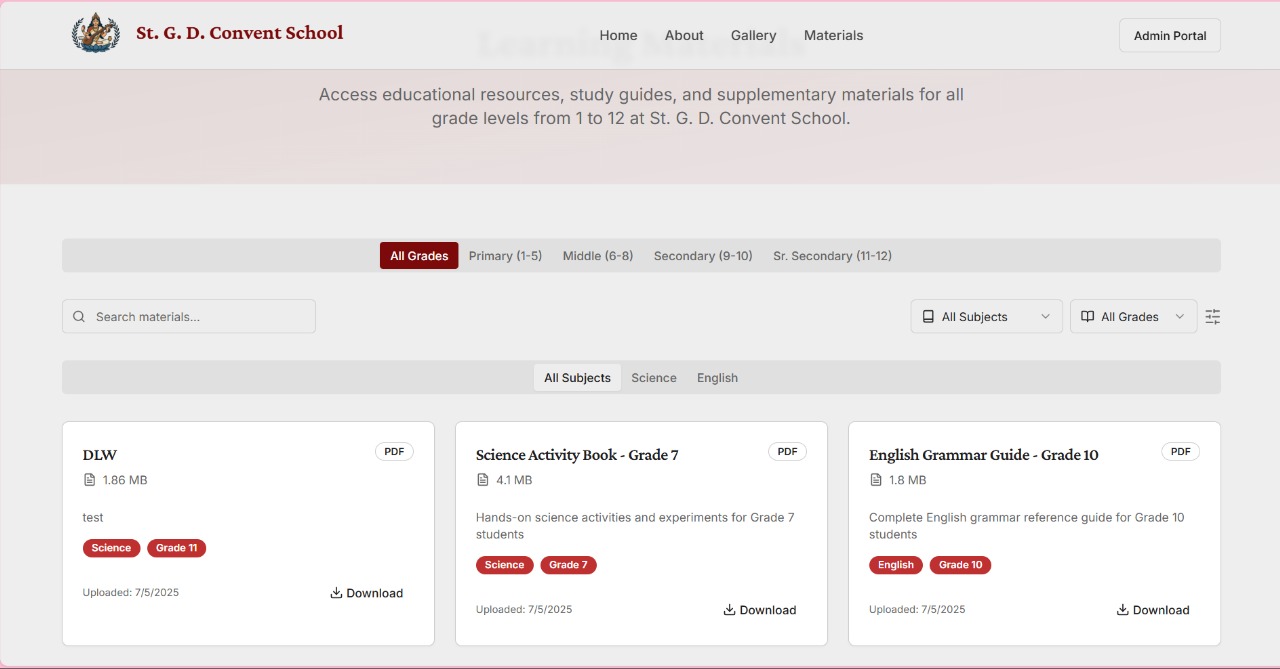 St. G. D. Convent School
Home
About
Gallery
Materials
Admin Portal
Learning Materials
Access educational resources, study guides, and supplementary materials for all
grade levels from 1 to 12 at St. G. D. Convent School.
All Grades
Primary (1-5)
Middle (6-8)
Secondary (9-10)
Sr. Secondary (11-12)
Search materials...
All Subjects
All Grades
All Subjects
Science
English
DLW
PDF
1.86 MB
test
Science
Grade 11
Uploaded: 7/5/2025
Download
Science Activity Book - Grade 7
PDF
4.1 MB
Hands-on science activities and experiments for Grade 7
students
Science
Grade 7
Uploaded: 7/5/2025
Download
English Grammar Guide - Grade 10
PDF
1.8 MB
Complete English grammar reference guide for Grade 10
students
English
Grade 10
Uploaded: 7/5/2025
Download